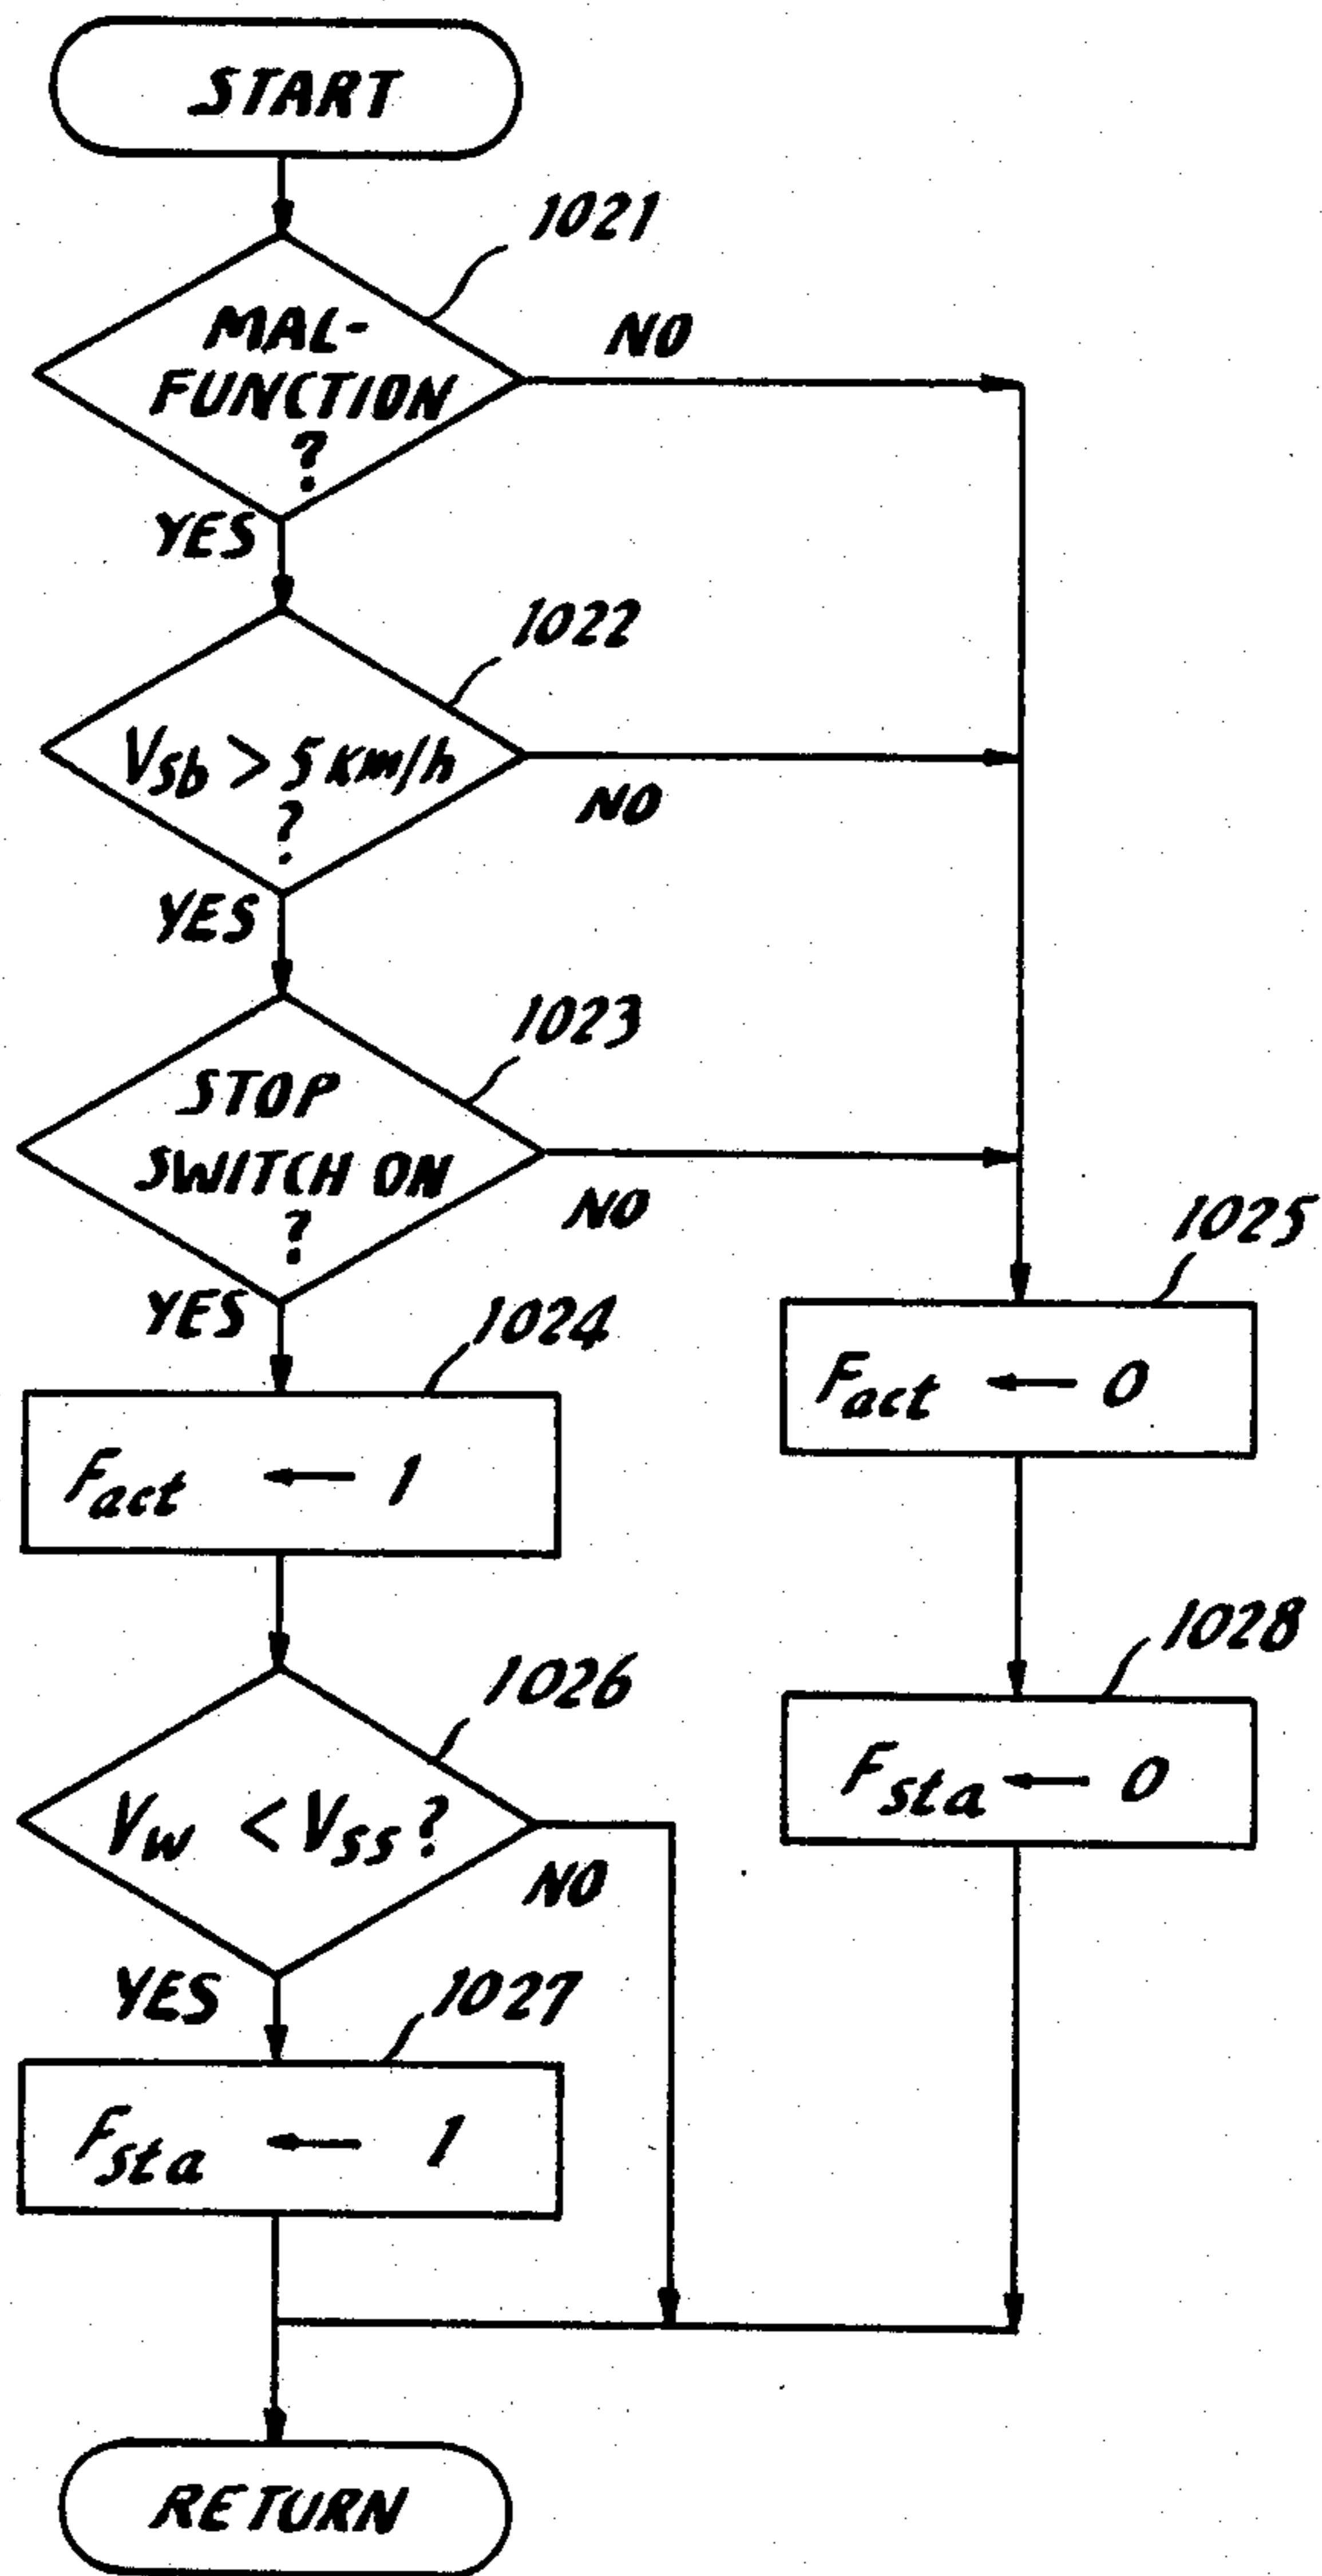 START
1021
MAL-
FUNCTION
?
NO
YES
1022
Vsb > 5 Km/h
?
NO
YES
1023
STOP
SWITCH ON
?
NO
YES
1024
Fact ← 1
1025
Fact ← 0
1026
Vw < Vss ?
NO
YES
1028
Fsta ← 0
1027
Fsta ← 1
RETURN